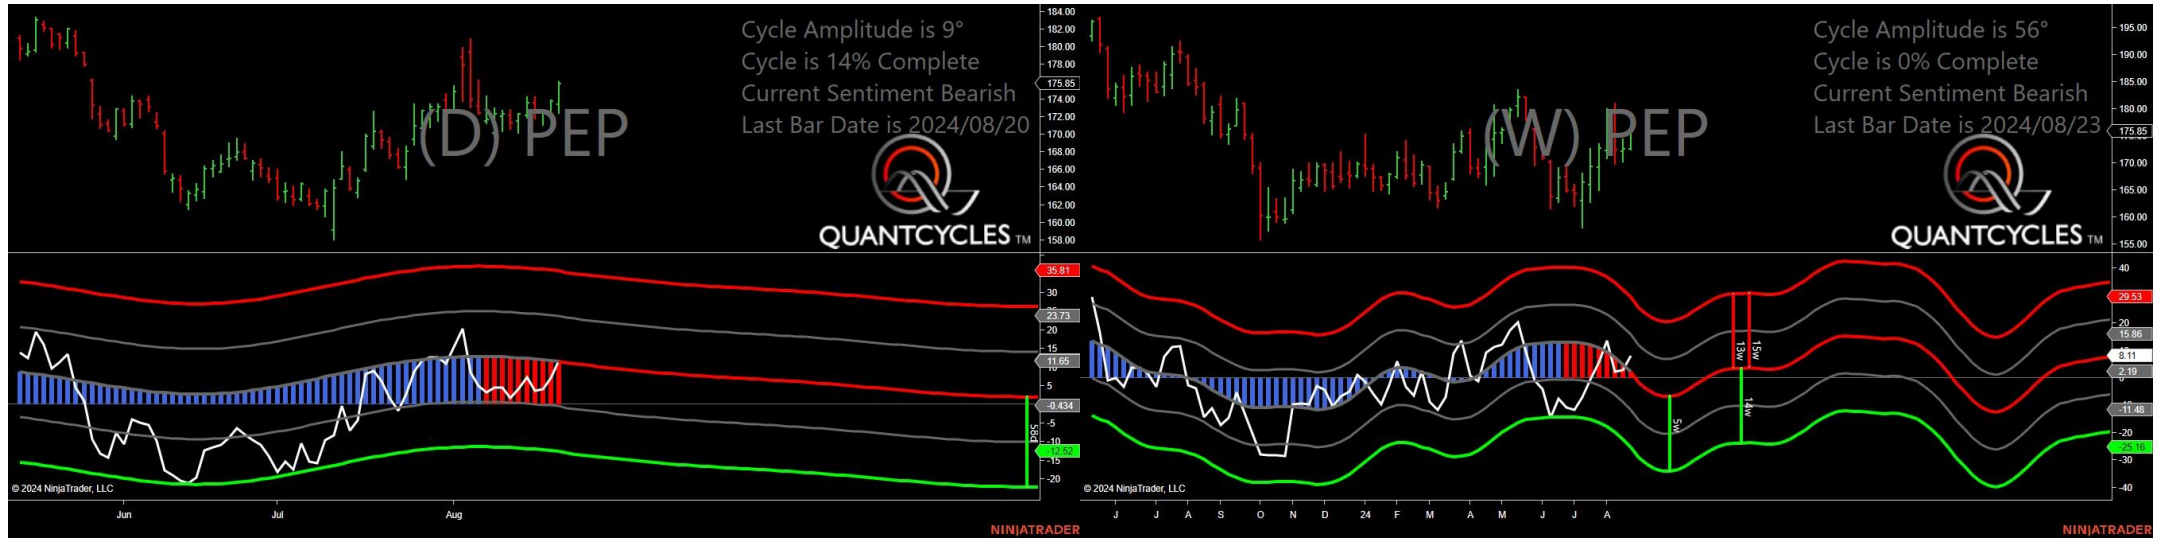 Cycle Amplitude is 9°
Cycle is 14% Complete
Current Sentiment Bearish
Last Bar Date is 2024/08/20
(D) PEP
QUANTCYCLES TM
184.00
182.00
180.00
178.00
175.85
174.00
172.00
170.00
168.00
166.00
164.00
162.00
160.00
158.00
35.81
30
23.73
20
15
11.65
10
5
-0.434
-5
-10
-12.52
-15
-20
58d
© 2024 NinjaTrader, LLC
Jun
Jul
Aug
NINJATRADER
Cycle Amplitude is 56°
Cycle is 0% Complete
Current Sentiment Bearish
Last Bar Date is 2024/08/23
(W) PEP
QUANTCYCLES TM
195.00
190.00
185.00
180.00
175.85
170.00
165.00
160.00
155.00
40
29.53
20
15.86
8.11
2.19
0
-11.48
-20
-25.16
-30
-40
13w
15w
14w
5w
© 2024 NinjaTrader, LLC
J J A S O N D 24 F M A M J J A
NINJATRADER